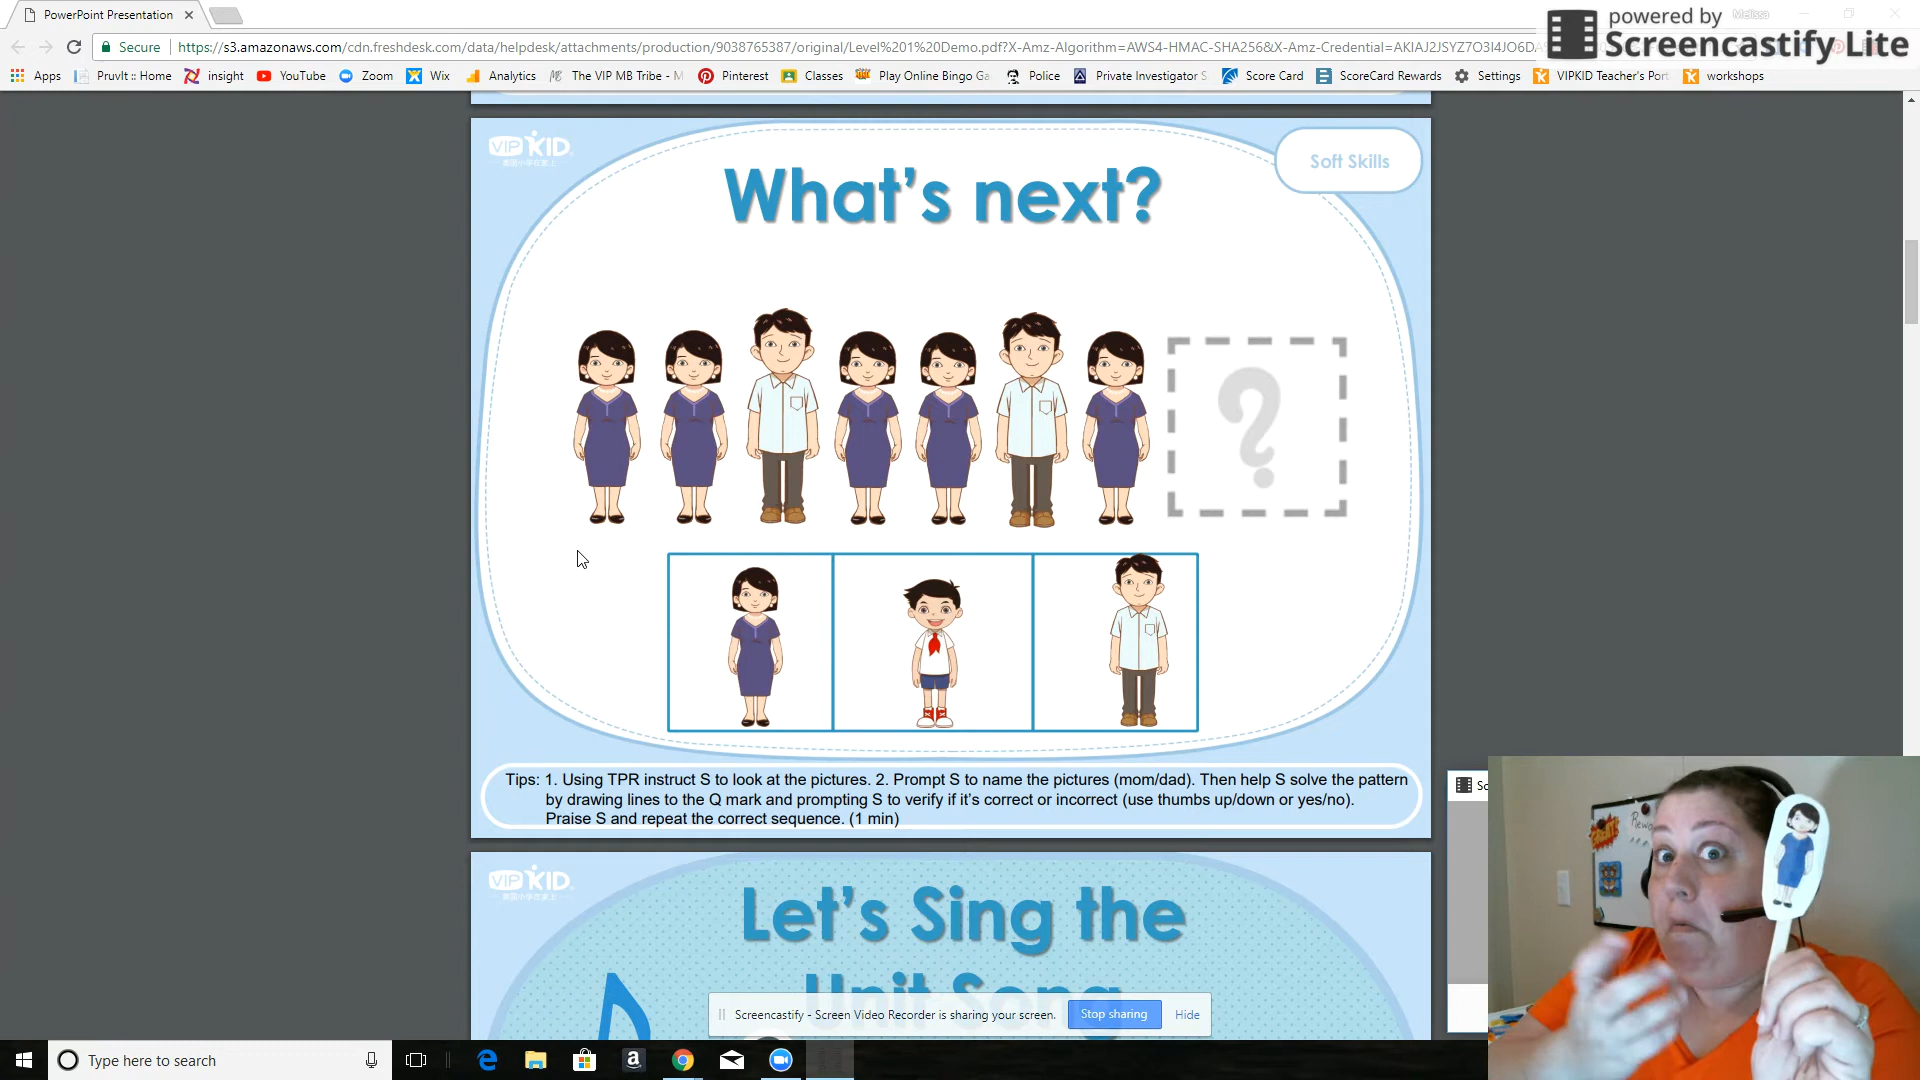 PowerPoint Presentation
Melissa
powered by
Screencastify Lite
Secure
https://s3.amazonaws.com/cdn.freshdesk.com/data/helpdesk/attachments/production/9038765387/original/Level%201%20Demo.pdf?X-Amz-Algorithm=AWS4-HMAC-SHA256&X-Amz-Credential=AKIAJ2JSYZ7O3I4JO6DA
Apps PruvIt :: Home insight YouTube Zoom Wix Analytics The VIP MB Tribe - M Pinterest Classes Play Online Bingo Ga Police Private Investigator S Score Card ScoreCard Rewards Settings VIPKID Teacher's Port workshops
VIPKID
Soft Skills
What's next?
?
Tips: 1. Using TPR instruct S to look at the pictures. 2. Prompt S to name the pictures (mom/dad). Then help S solve the pattern
by drawing lines to the Q mark and prompting S to verify if it's correct or incorrect (use thumbs up/down or yes/no).
Praise S and repeat the correct sequence. (1 min)
Sc
VIPKID
Let's Sing the
Unit Song
Screencastify - Screen Video Recorder is sharing your screen.
Stop sharing
Hide
Type here to search